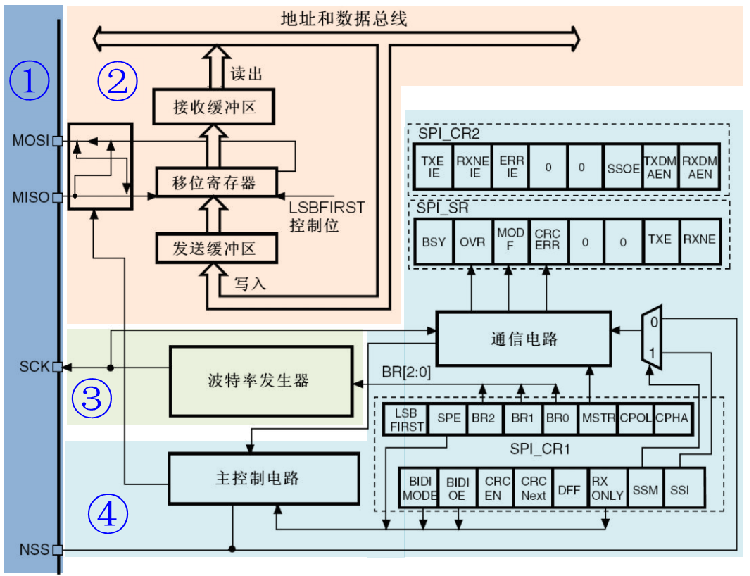 地址和数据总线
①
②
读出
接收缓冲区
MOSI
移位寄存器
MISO
LSBFIRST
控制位
发送缓冲区
写入
SPI_CR2
TXE IE
RXNE IE
ERR IE
0
0
SSOE
TXDM AEN
RXDM AEN
SPI_SR
BSY
OVR
MOD F
CRC ERR
0
0
TXE
RXNE
通信电路
0
1
SCK
③
波特率发生器
BR[2:0]
LSB FIRST
SPE
BR2
BR1
BR0
MSTR
CPOL
CPHA
SPI_CR1
BIDI MODE
BIDI OE
CRC EN
CRC Next
DFF
RX ONLY
SSM
SSI
主控制电路
④
NSS